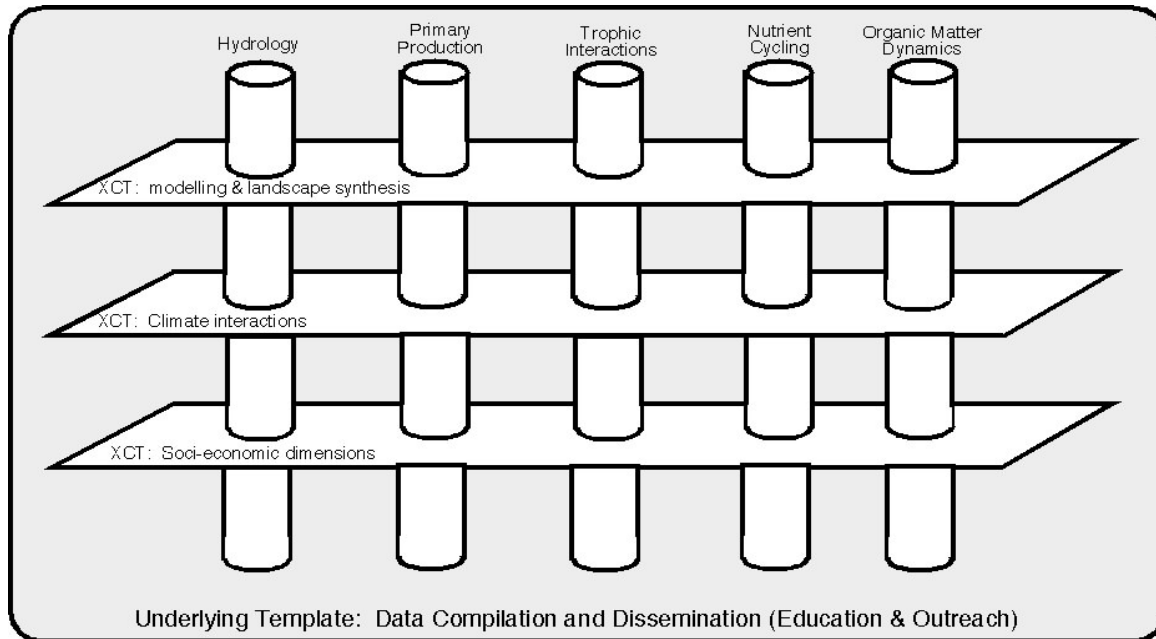 Hydrology
Primary
Production
Trophic
Interactions
Nutrient
Cycling
Organic Matter
Dynamics
XCT: modelling & landscape synthesis
XCT: Climate interactions
XCT: Soci-economic dimensions
Underlying Template: Data Compilation and Dissemination (Education & Outreach)